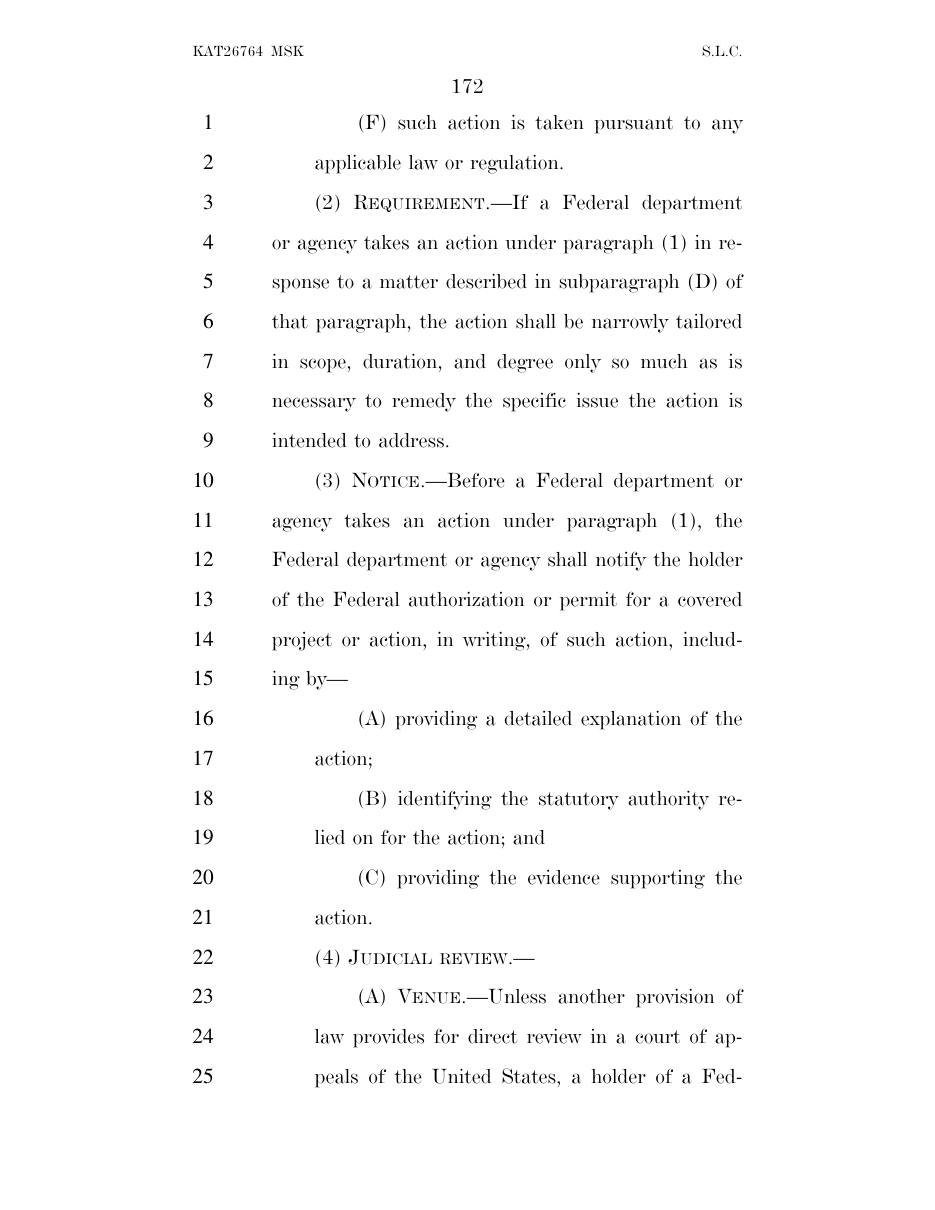 KAT26764 MSK S.L.C.
172
1 (F) such action is taken pursuant to any
2 applicable law or regulation.
3 (2) REQUIREMENT.—If a Federal department
4 or agency takes an action under paragraph (1) in re-
5 sponse to a matter described in subparagraph (D) of
6 that paragraph, the action shall be narrowly tailored
7 in scope, duration, and degree only so much as is
8 necessary to remedy the specific issue the action is
9 intended to address.
10 (3) NOTICE.—Before a Federal department or
11 agency takes an action under paragraph (1), the
12 Federal department or agency shall notify the holder
13 of the Federal authorization or permit for a covered
14 project or action, in writing, of such action, includ-
15 ing by—
16 (A) providing a detailed explanation of the
17 action;
18 (B) identifying the statutory authority re-
19 lied on for the action; and
20 (C) providing the evidence supporting the
21 action.
22 (4) JUDICIAL REVIEW.—
23 (A) VENUE.—Unless another provision of
24 law provides for direct review in a court of ap-
25 peals of the United States, a holder of a Fed-